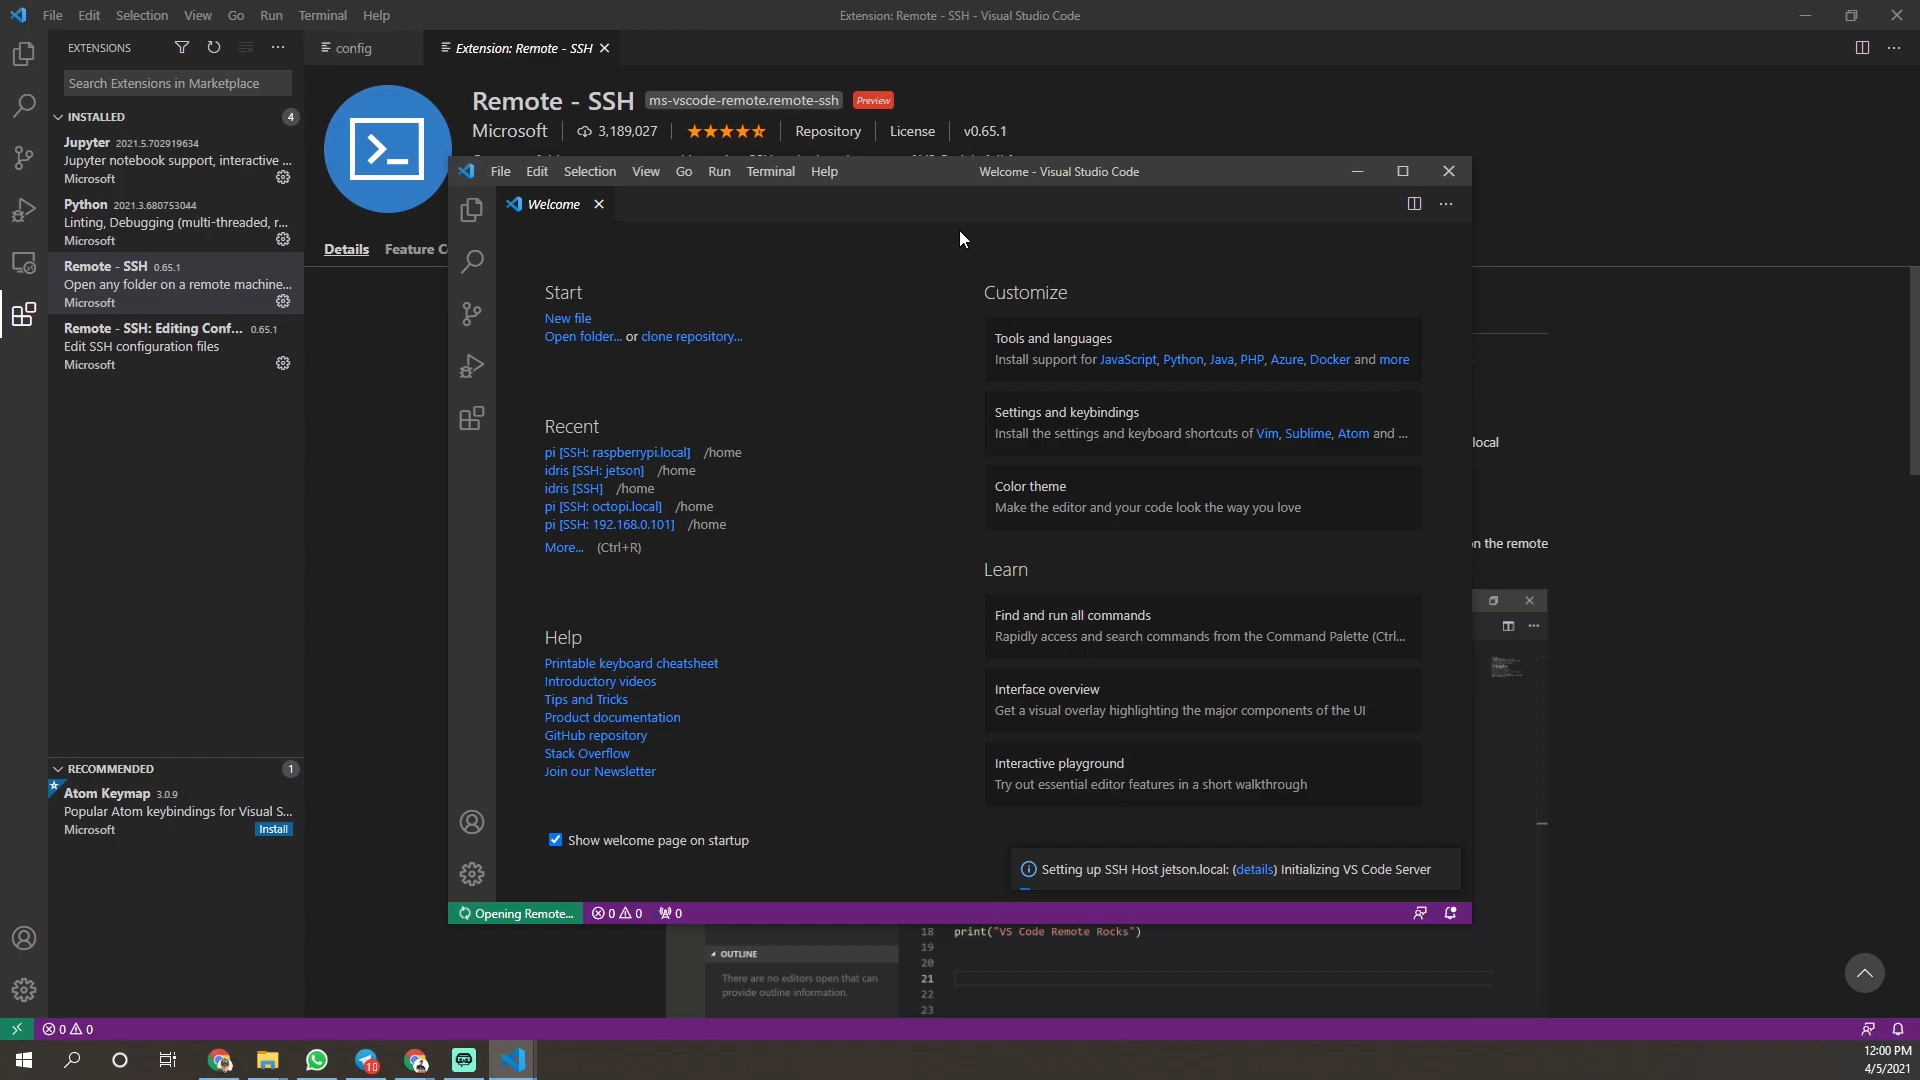 File Edit Selection View Go Run Terminal Help
Extension: Remote - SSH - Visual Studio Code
EXTENSIONS
config
Extension: Remote - SSH
Search Extensions in Marketplace
INSTALLED 4
Jupyter 2021.5.702919634
Jupyter notebook support, interactive ...
Microsoft
Python 2021.3.680753044
Linting, Debugging (multi-threaded, r...
Microsoft
Remote - SSH 0.65.1
Open any folder on a remote machine...
Microsoft
Remote - SSH: Editing Conf... 0.65.1
Edit SSH configuration files
Microsoft
RECOMMENDED 1
Atom Keymap 3.0.9
Popular Atom keybindings for Visual S...
Microsoft Install
Remote - SSH ms-vscode-remote.remote-ssh Preview
Microsoft 3,189,027 Repository License v0.65.1
Details Feature C
File Edit Selection View Go Run Terminal Help
Welcome - Visual Studio Code
Welcome
Start
New file
Open folder... or clone repository...
Recent
pi [SSH: raspberrypi.local] /home
idris [SSH: jetson] /home
idris [SSH] /home
pi [SSH: octopi.local] /home
pi [SSH: 192.168.0.101] /home
More... (Ctrl+R)
Help
Printable keyboard cheatsheet
Introductory videos
Tips and Tricks
Product documentation
GitHub repository
Stack Overflow
Join our Newsletter
Show welcome page on startup
Customize
Tools and languages
Install support for JavaScript, Python, Java, PHP, Azure, Docker and more
Settings and keybindings
Install the settings and keyboard shortcuts of Vim, Sublime, Atom and ...
Color theme
Make the editor and your code look the way you love
Learn
Find and run all commands
Rapidly access and search commands from the Command Palette (Ctrl...
Interface overview
Get a visual overlay highlighting the major components of the UI
Interactive playground
Try out essential editor features in a short walkthrough
Setting up SSH Host jetson.local: (details) Initializing VS Code Server
Opening Remote... 0 0 0
local
n the remote
OUTLINE
There are no editors open that can
provide outline information.
18 print("VS Code Remote Rocks")
19
20
21
22
23
0 0
10
12:00 PM
4/5/2021